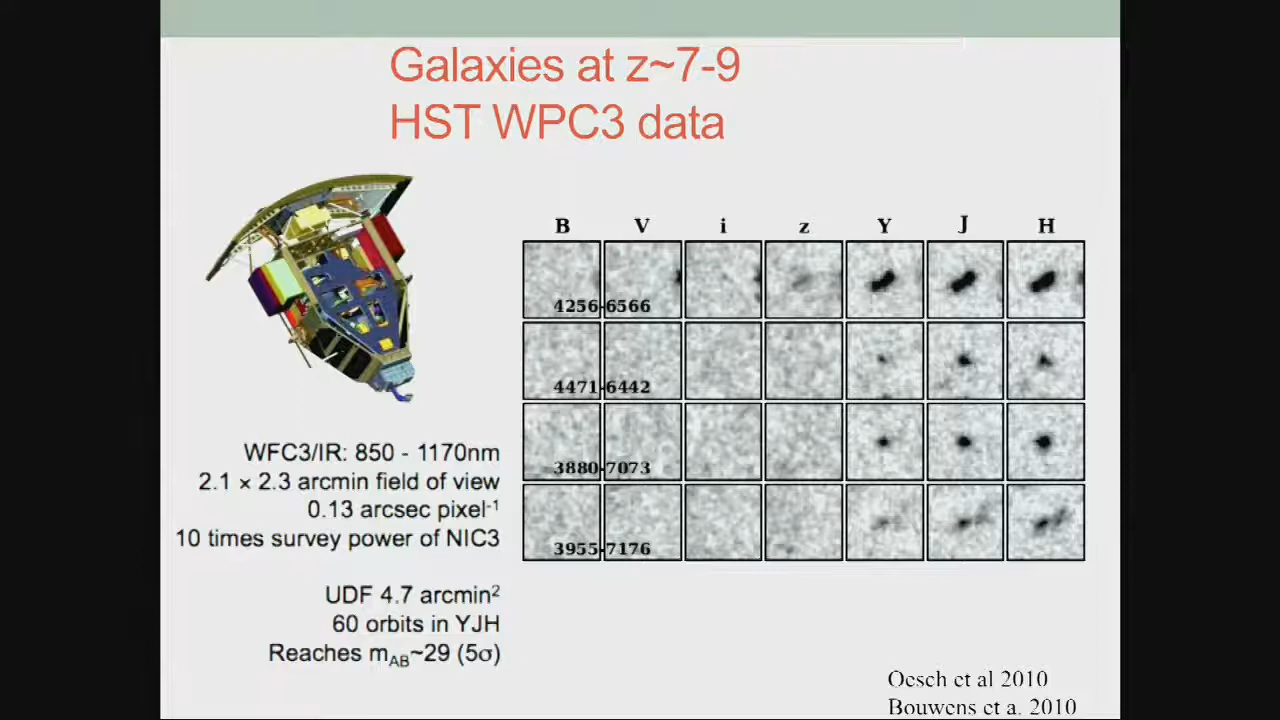 Galaxies at z~7-9
HST WPC3 data
B V i z Y J H
4256-6566
4471-6442
3880-7073
3955-7176
WFC3/IR: 850 - 1170nm
2.1 × 2.3 arcmin field of view
0.13 arcsec pixel⁻¹
10 times survey power of NIC3
UDF 4.7 arcmin²
60 orbits in YJH
Reaches mAB~29 (5σ)
Oesch et al 2010
Bouwens et a. 2010